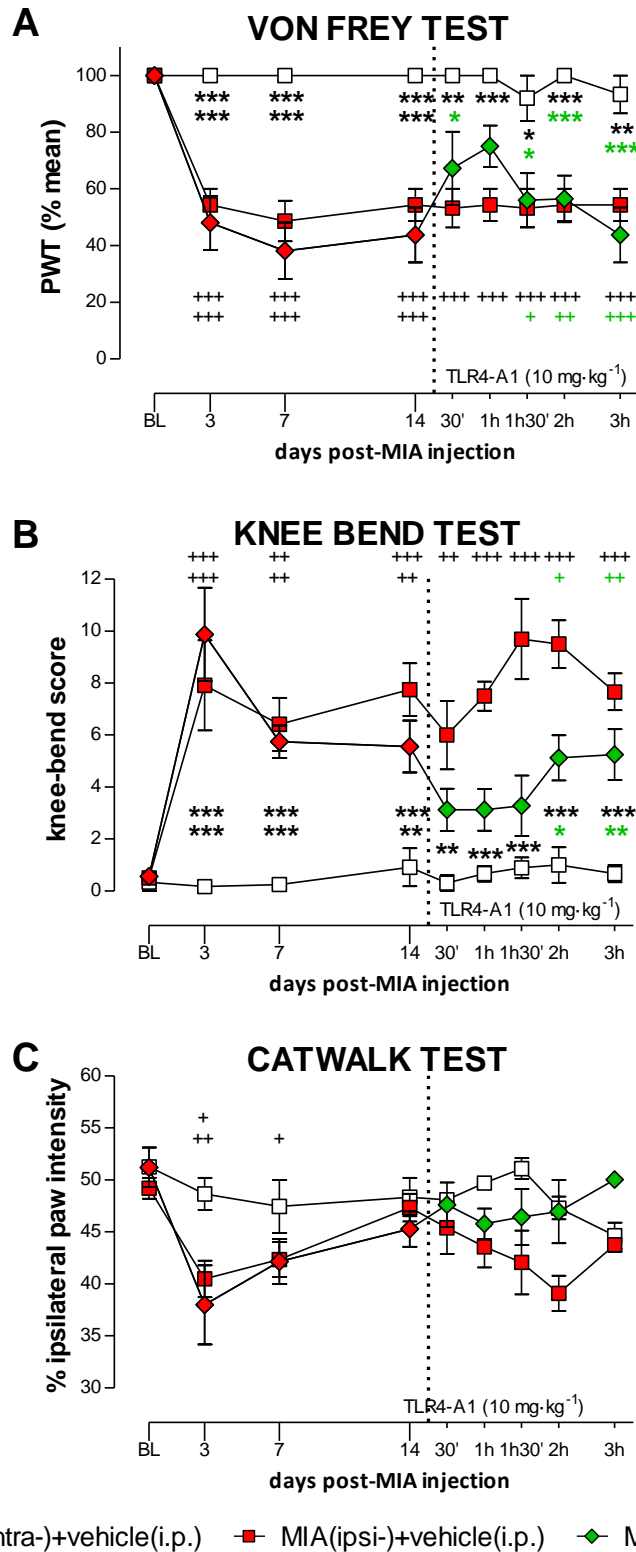 A
VON FREY TEST
PWT (% mean)
100
80
60
40
20
0
*** *** *** ** *** ***
*** *** *** * ***
* **
* ***
+++ +++ +++ +++ +++ +++ +++ +++
+++ +++ +++ + ++ +++
TLR4-A1 (10 mg·kg-1)
BL 3 7 14 30' 1h 1h30' 2h 3h
days post-MIA injection
B
KNEE BEND TEST
+++ ++ +++ ++ +++ +++ +++ +++
+++ ++ ++ + ++
knee-bend score
12
10
8
6
4
2
0
*** *** *** *** ***
*** *** ** * **
** *** ***
TLR4-A1 (10 mg·kg-1)
BL 3 7 14 30' 1h 1h30' 2h 3h
days post-MIA injection
C
CATWALK TEST
% ipsilateral paw intensity
60
55
50
45
40
35
30
+
++ +
TLR4-A1 (10 mg·kg-1)
BL 3 7 14 30' 1h 1h30' 2h 3h
days post-MIA injection
ntra-)+vehicle(i.p.) MIA(ipsi-)+vehicle(i.p.)